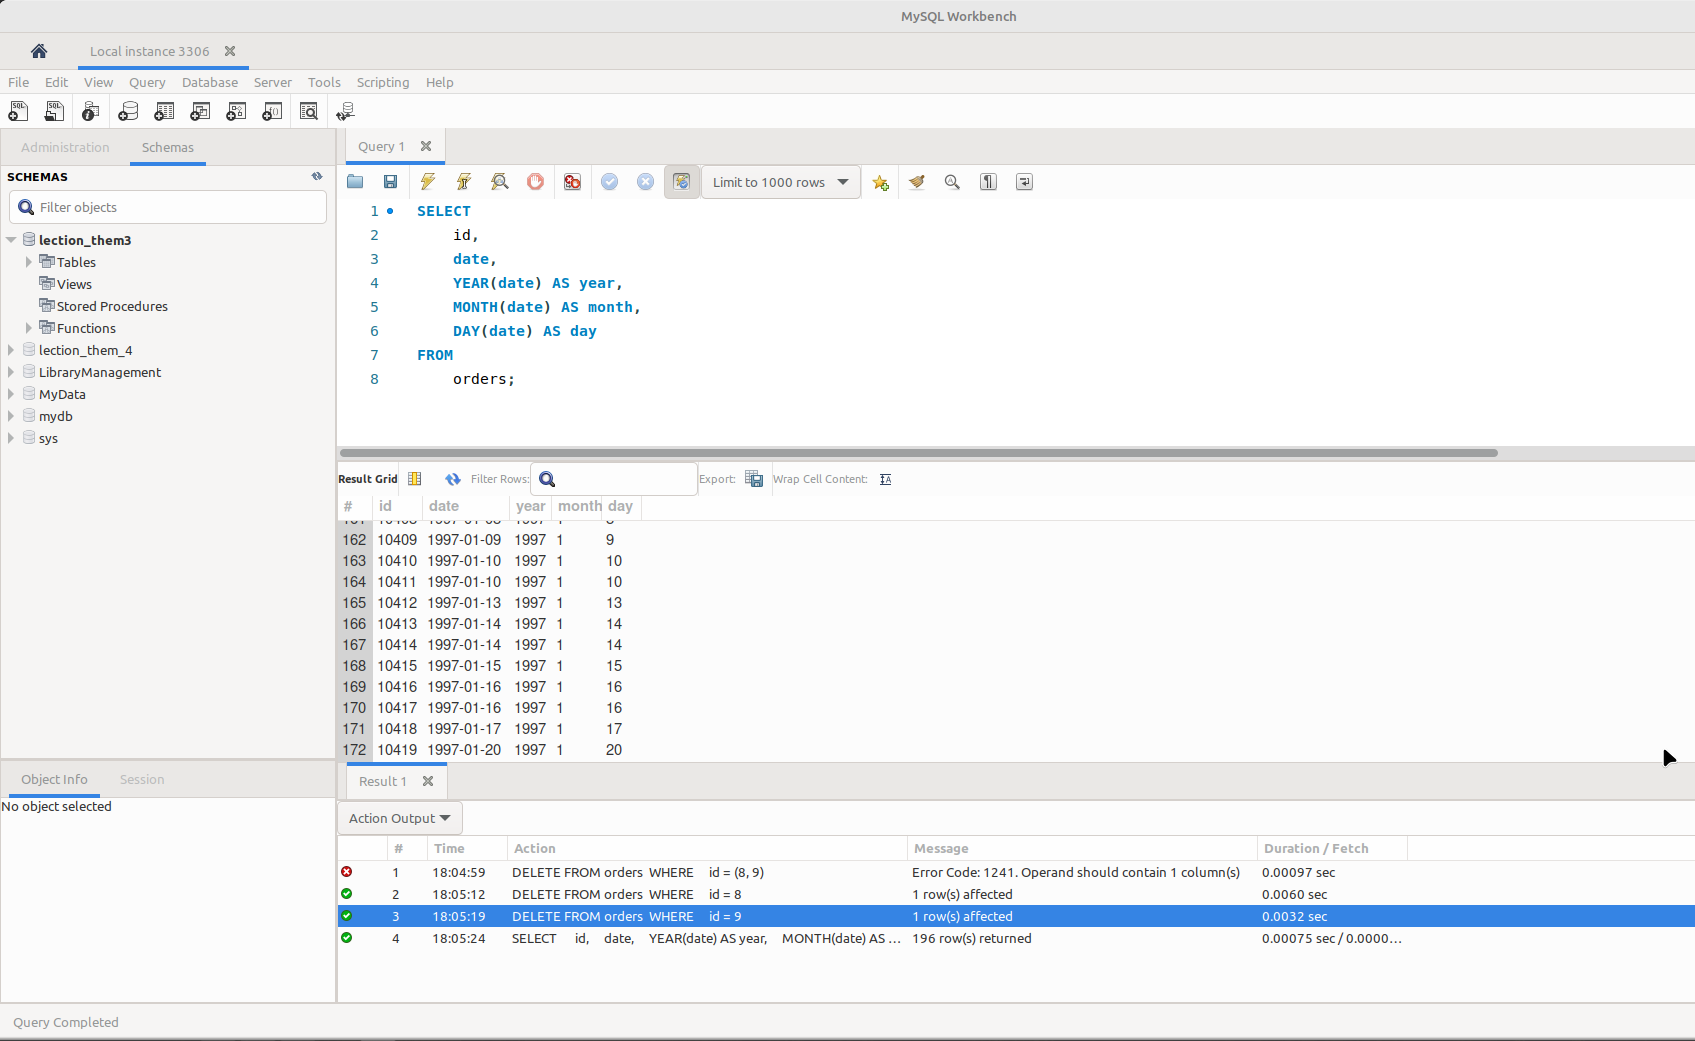 MySQL Workbench
Local instance 3306
File Edit View Query Database Server Tools Scripting Help
Administration Schemas
SCHEMAS
Filter objects
lection_them3
Tables
Views
Stored Procedures
Functions
lection_them_4
LibraryManagement
MyData
mydb
sys
Object Info Session
No object selected
Query 1
Limit to 1000 rows
1 SELECT
2 id,
3 date,
4 YEAR(date) AS year,
5 MONTH(date) AS month,
6 DAY(date) AS day
7 FROM
8 orders;
Result Grid Filter Rows: Export: Wrap Cell Content:
# id date year month day
162 10409 1997-01-09 1997 1 9
163 10410 1997-01-10 1997 1 10
164 10411 1997-01-10 1997 1 10
165 10412 1997-01-13 1997 1 13
166 10413 1997-01-14 1997 1 14
167 10414 1997-01-14 1997 1 14
168 10415 1997-01-15 1997 1 15
169 10416 1997-01-16 1997 1 16
170 10417 1997-01-16 1997 1 16
171 10418 1997-01-17 1997 1 17
172 10419 1997-01-20 1997 1 20
Result 1
Action Output
# Time Action Message Duration / Fetch
1 18:04:59 DELETE FROM orders WHERE id = (8, 9) Error Code: 1241. Operand should contain 1 column(s) 0.00097 sec
2 18:05:12 DELETE FROM orders WHERE id = 8 1 row(s) affected 0.0060 sec
3 18:05:19 DELETE FROM orders WHERE id = 9 1 row(s) affected 0.0032 sec
4 18:05:24 SELECT id, date, YEAR(date) AS year, MONTH(date) AS ... 196 row(s) returned 0.00075 sec / 0.0000...
Query Completed